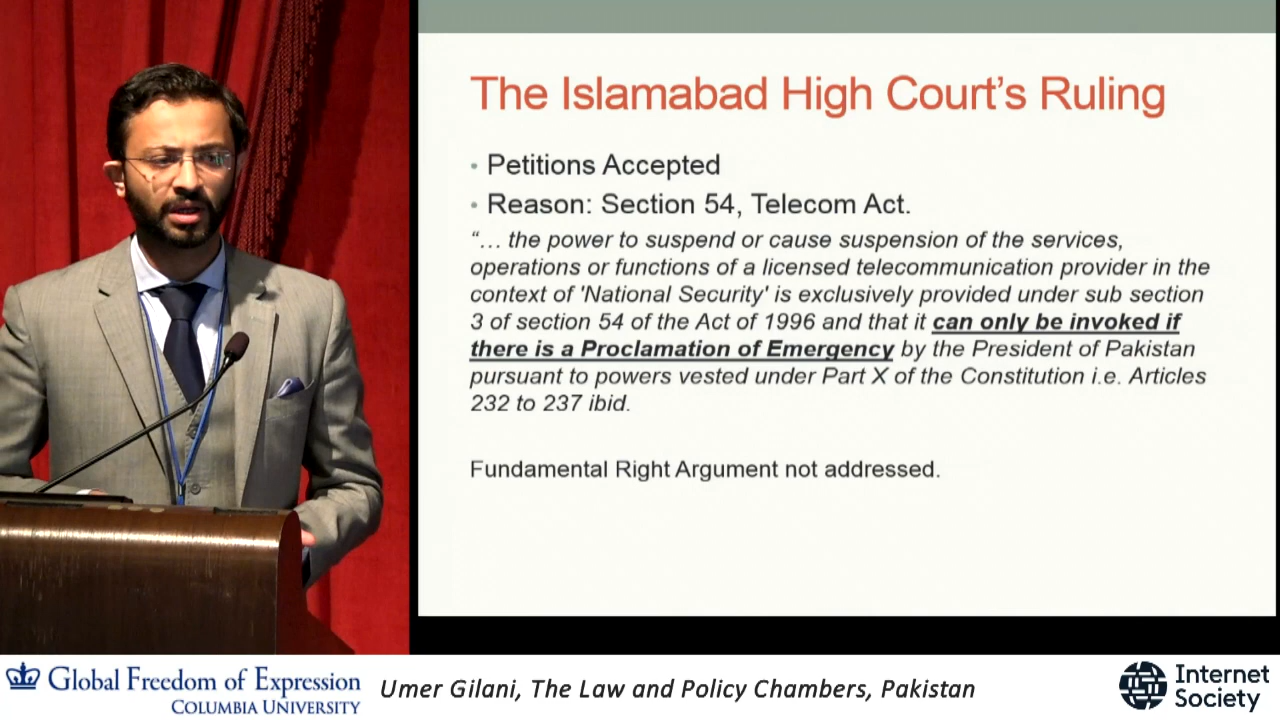 The Islamabad High Court's Ruling
• Petitions Accepted
• Reason: Section 54, Telecom Act.
“… the power to suspend or cause suspension of the services,
operations or functions of a licensed telecommunication provider in the
context of 'National Security' is exclusively provided under sub section
3 of section 54 of the Act of 1996 and that it can only be invoked if
there is a Proclamation of Emergency by the President of Pakistan
pursuant to powers vested under Part X of the Constitution i.e. Articles
232 to 237 ibid.
Fundamental Right Argument not addressed.
Global Freedom of Expression
COLUMBIA UNIVERSITY
Umer Gilani, The Law and Policy Chambers, Pakistan
Internet
Society